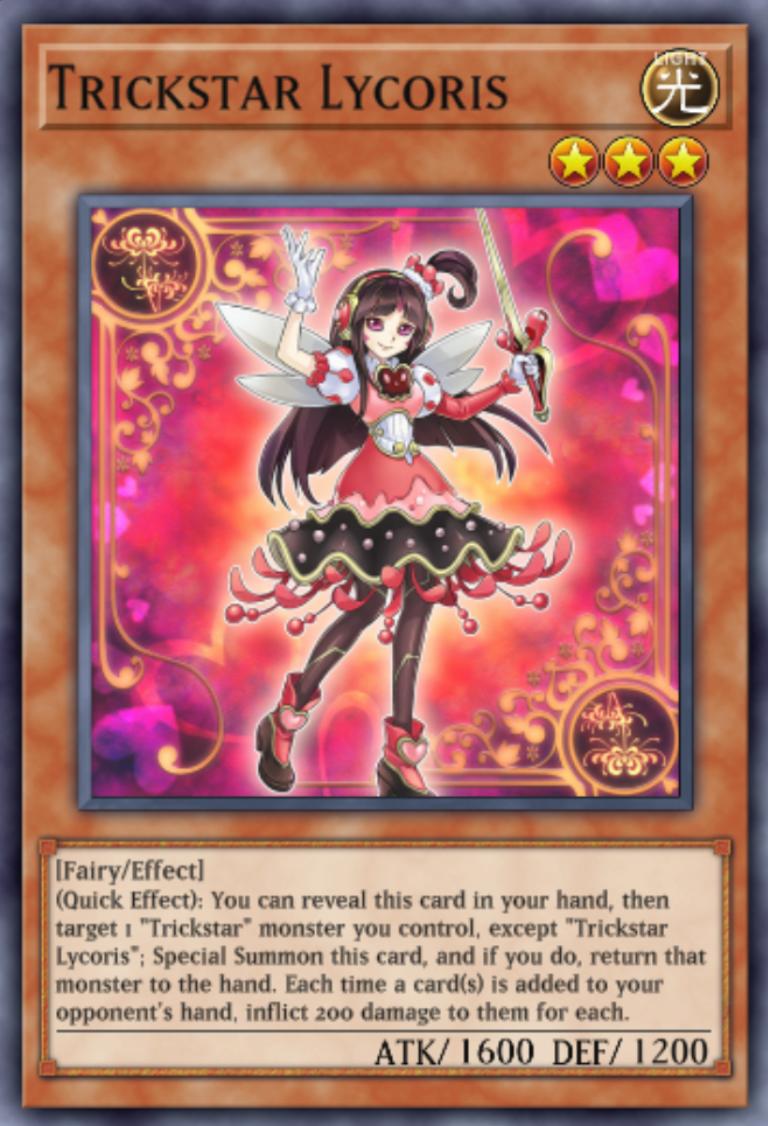 Trickstar Lycoris
LIGHT
光
[Fairy/Effect]
(Quick Effect): You can reveal this card in your hand, then
target 1 "Trickstar" monster you control, except "Trickstar
Lycoris"; Special Summon this card, and if you do, return that
monster to the hand. Each time a card(s) is added to your
opponent's hand, inflict 200 damage to them for each.
ATK/ 1600 DEF/ 1200